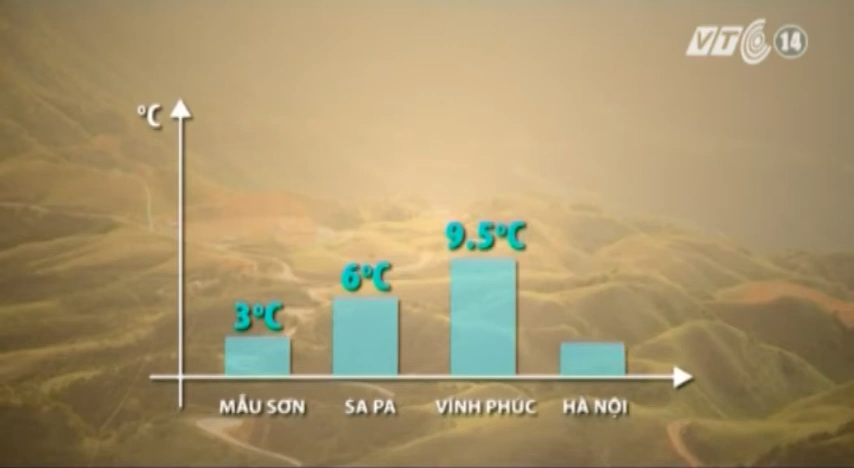 VTC 14
°C
3°C
6°C
9.5°C
MẪU SƠN
SA PA
VĨNH PHÚC
HÀ NỘI